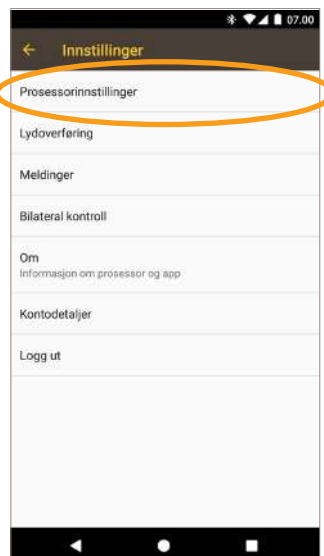 07.00
Innstillinger
Prosessorinnstillinger
Lydoverføring
Meldinger
Bilateral kontroll
Om
Informasjon om prosessor og app
Kontodetaljer
Logg ut